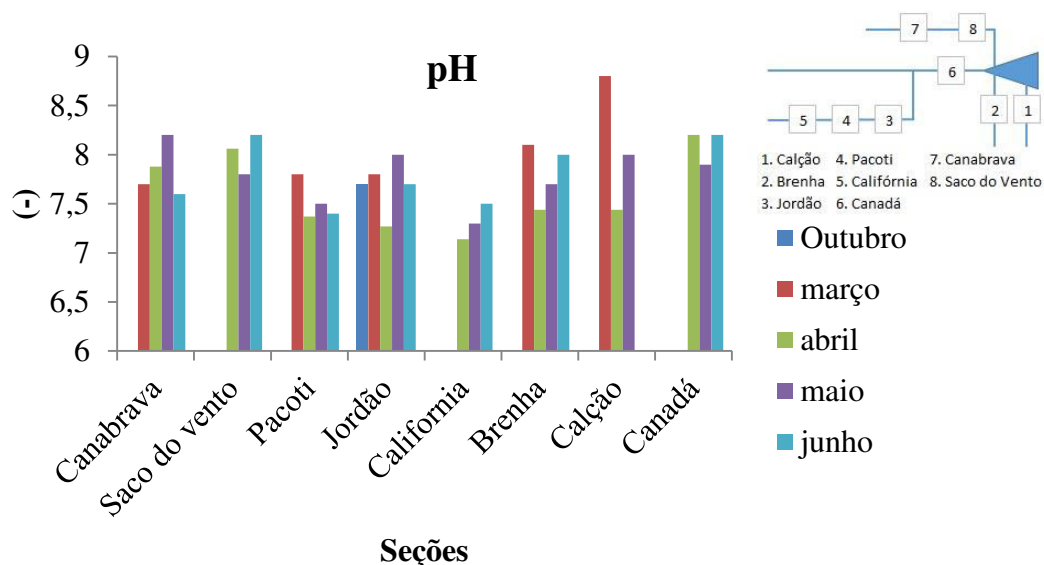 pH
9
8,5
8
7,5
7
6,5
6
(-)
Canabrava
Saco do vento
Pacoti
Jordão
California
Brenha
Calção
Canadá
Seções
7 8
6
2 1
5 4 3
1. Calção 4. Pacoti 7. Canabrava
2. Brenha 5. Califórnia 8. Saco do Vento
3. Jordão 6. Canadá
Outubro
março
abril
maio
junho